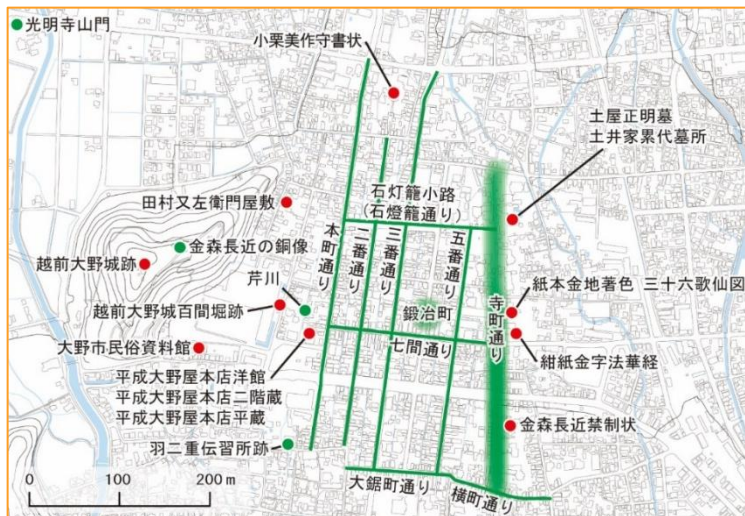 光明寺山門
小栗美作守書状
土屋正明墓
土井家累代墓所
石灯籠小路
(石燈籠通り)
田村又左衛門屋敷
金森長近の銅像
越前大野城跡
本町通り
二番通り
三番通り
五番通り
寺町通り
芹川
越前大野城百間堀跡
鍛冶町
紙本金地著色 三十六歌仙図
大野市民俗資料館
七間通り
紺紙金字法華経
平成大野屋本店洋館
平成大野屋本店二階蔵
平成大野屋本店平蔵
金森長近禁制状
羽二重伝習所跡
大鋸町通り
横町通り
0 100 200 m